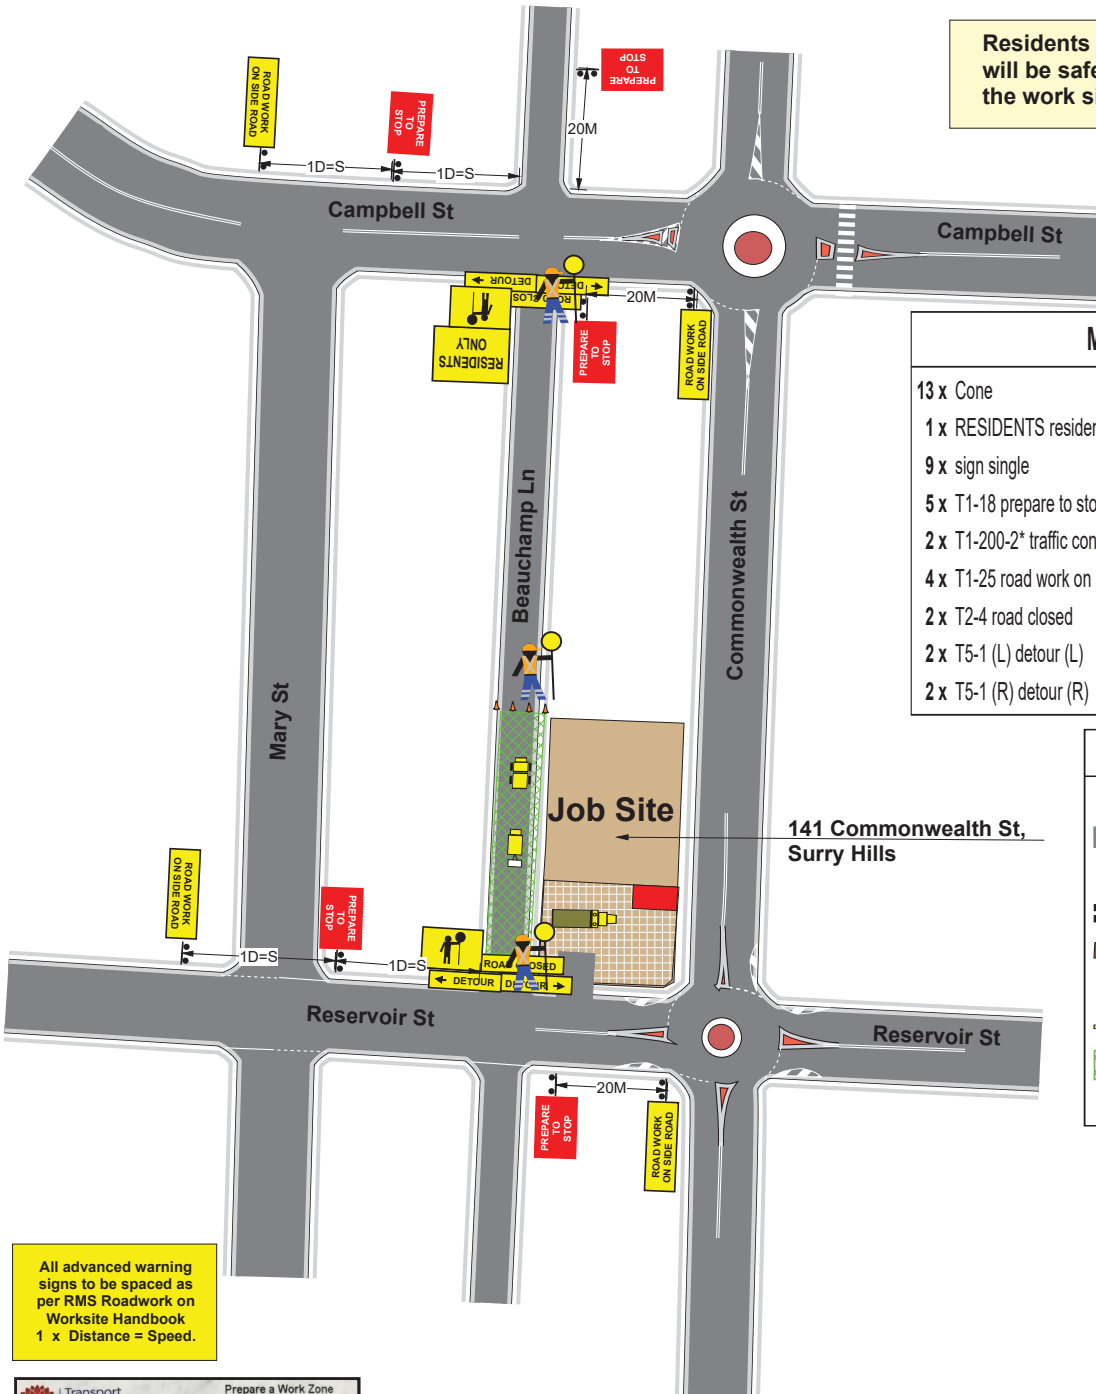 Residents
will be safe
the work si
ROAD WORK
ON SIDE ROAD
PREPARE
TO
STOP
PREPARE
TO
STOP
20M
1D=S
1D=S
Campbell St
Campbell St
DETOUR
ROAD CLOS
RESIDENTS
ONLY
20M
PREPARE
TO
STOP
ROAD WORK
ON SIDE ROAD
M
13 x Cone
1 x RESIDENTS residen
9 x sign single
5 x T1-18 prepare to sto
2 x T1-200-2* traffic con
4 x T1-25 road work on
2 x T2-4 road closed
2 x T5-1 (L) detour (L)
2 x T5-1 (R) detour (R)
Beauchamp Ln
Commonwealth St
Mary St
Job Site
141 Commonwealth St,
Surry Hills
ROAD WORK
ON SIDE ROAD
PREPARE
TO
STOP
1D=S
1D=S
DETOUR
Reservoir St
Reservoir St
20M
PREPARE
TO
STOP
ROAD WORK
ON SIDE ROAD
All advanced warning
signs to be spaced as
per RMS Roadwork on
Worksite Handbook
1 x Distance = Speed.
Transport
Prepare a Work Zone